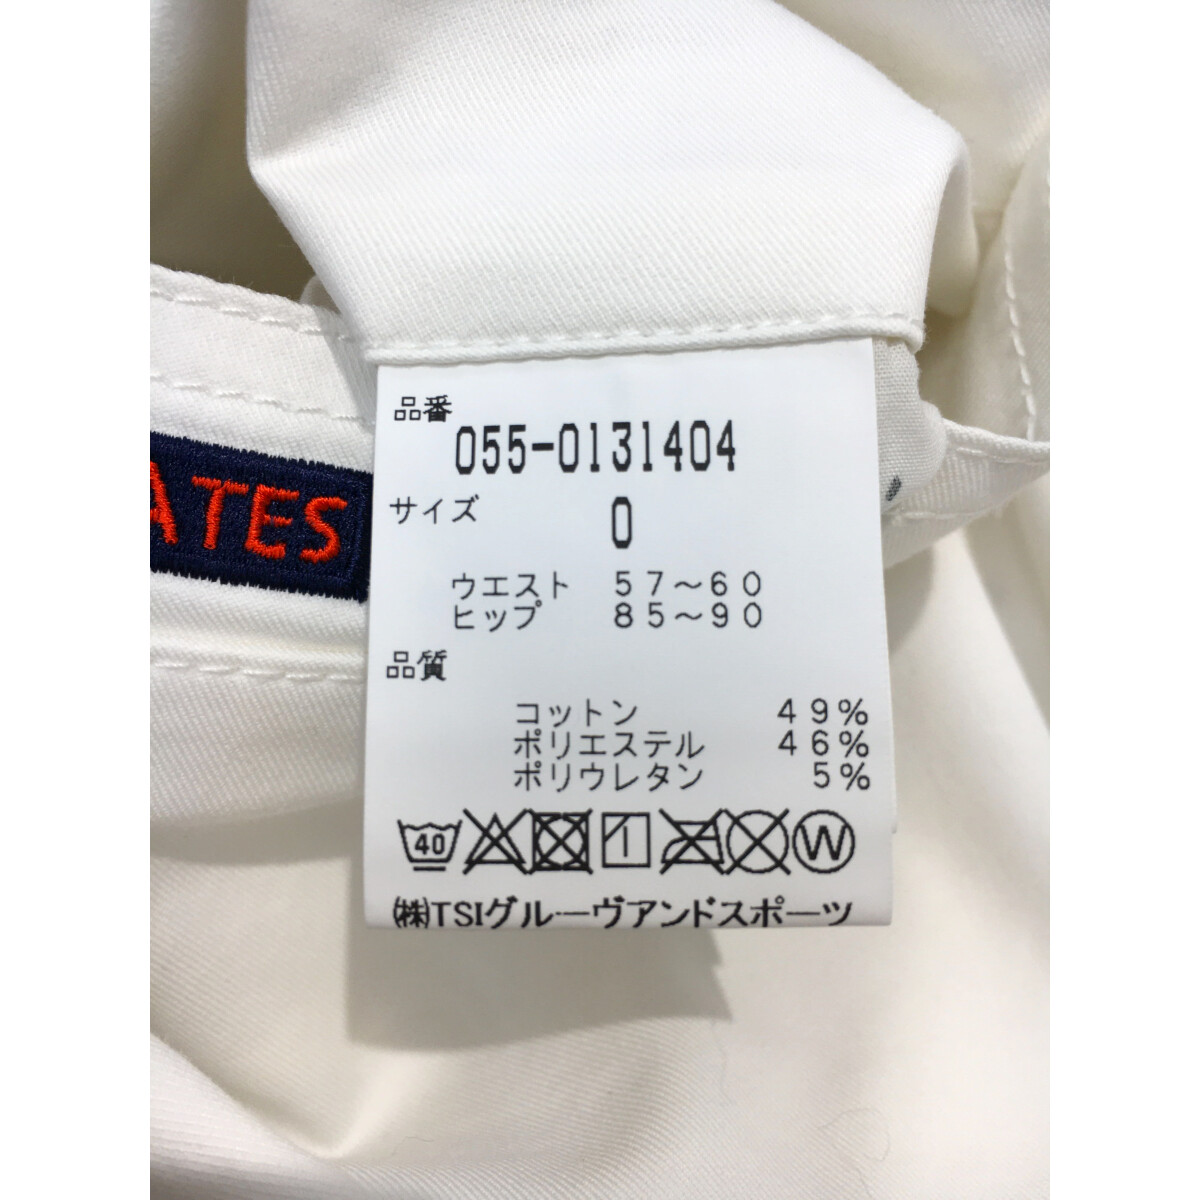 品番
055-0131404
サイズ 0
ウエスト 57～60
ヒップ 85～90
品質
コットン 49%
ポリエステル 46%
ポリウレタン 5%
40 W
㈱TSIグルーヴアンドスポーツ
ATES